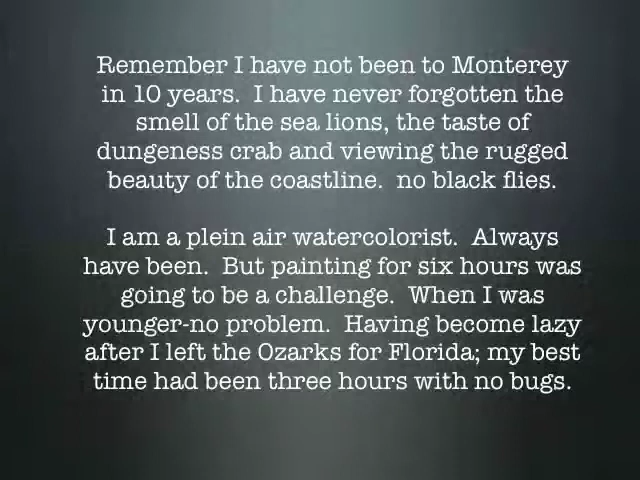 Remember I have not been to Monterey
in 10 years.  I have never forgotten the
smell of the sea lions, the taste of
dungeness crab and viewing the rugged
beauty of the coastline.  no black flies.
I am a plein air watercolorist.  Always
have been.  But painting for six hours was
going to be a challenge.  When I was
younger-no problem.  Having become lazy
after I left the Ozarks for Florida; my best
time had been three hours with no bugs.